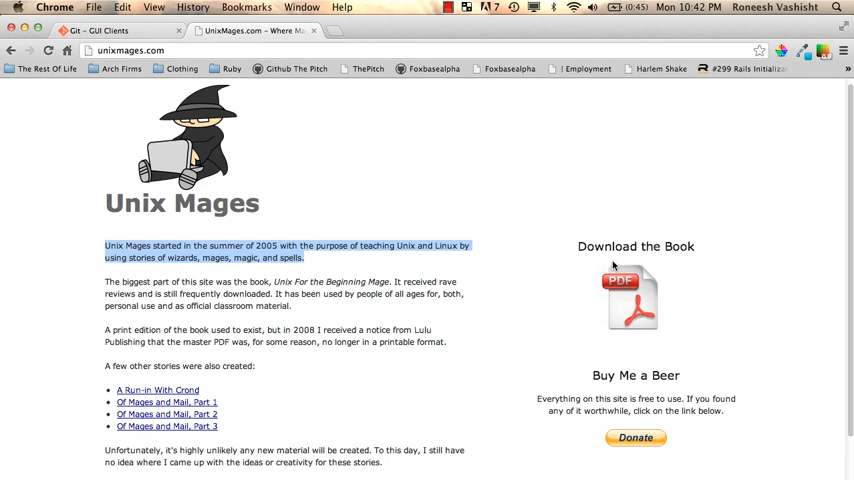 Chrome File Edit View History Bookmarks Window Help 7 (0:45) Mon 10:42 PM Roneesh Vashisht
Git - GUI Clients × UnixMages.com – Where Ma ×
unixmages.com
The Rest Of Life Arch Firms Clothing Ruby Github The Pitch ThePitch Foxbasealpha Foxbasealpha | Employment Harlem Shake #299 Rails Initializa »
Unix Mages
Unix Mages started in the summer of 2005 with the purpose of teaching Unix and Linux by
using stories of wizards, mages, magic, and spells.
The biggest part of this site was the book, Unix For the Beginning Mage. It received rave
reviews and is still frequently downloaded. It has been used by people of all ages for, both,
personal use and as official classroom material.
A print edition of the book used to exist, but in 2008 I received a notice from Lulu
Publishing that the master PDF was, for some reason, no longer in a printable format.
A few other stories were also created:
• A Run-in With Crond
• Of Mages and Mail, Part 1
• Of Mages and Mail, Part 2
• Of Mages and Mail, Part 3
Unfortunately, it's highly unlikely any new material will be created. To this day, I still have
no idea where I came up with the ideas or creativity for these stories.
Download the Book
PDF
Buy Me a Beer
Everything on this site is free to use. If you found
any of it worthwhile, click on the link below.
Donate